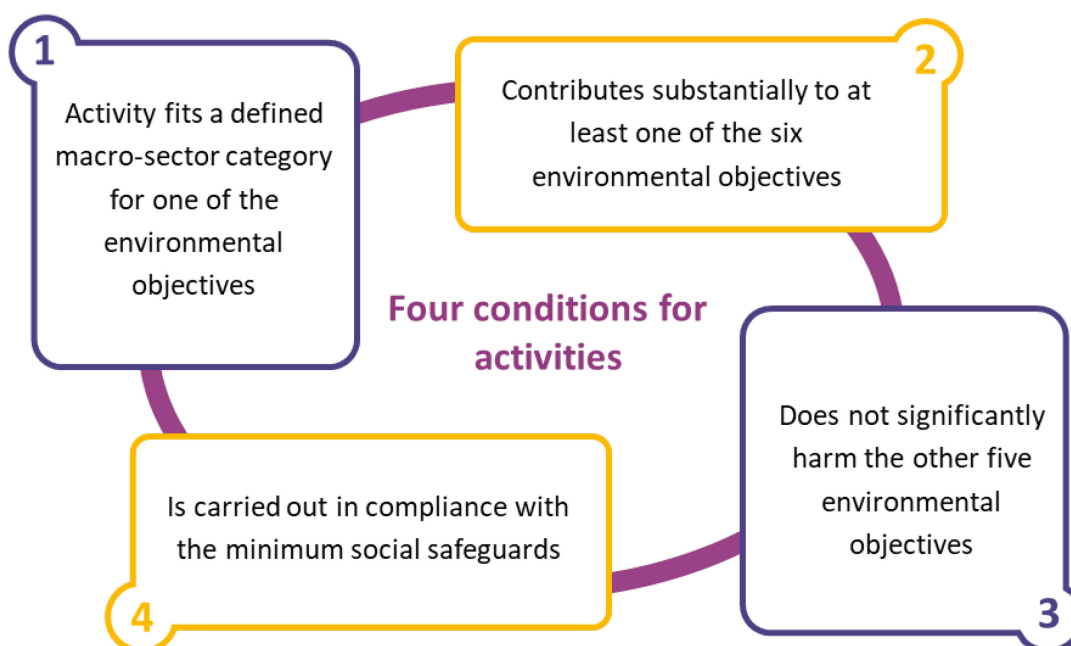 1
Activity fits a defined
macro-sector category
for one of the
environmental
objectives
2
Contributes substantially to at
least one of the six
environmental objectives
Four conditions for
activities
Does not significantly
harm the other five
environmental
objectives
3
Is carried out in compliance with
the minimum social safeguards
4